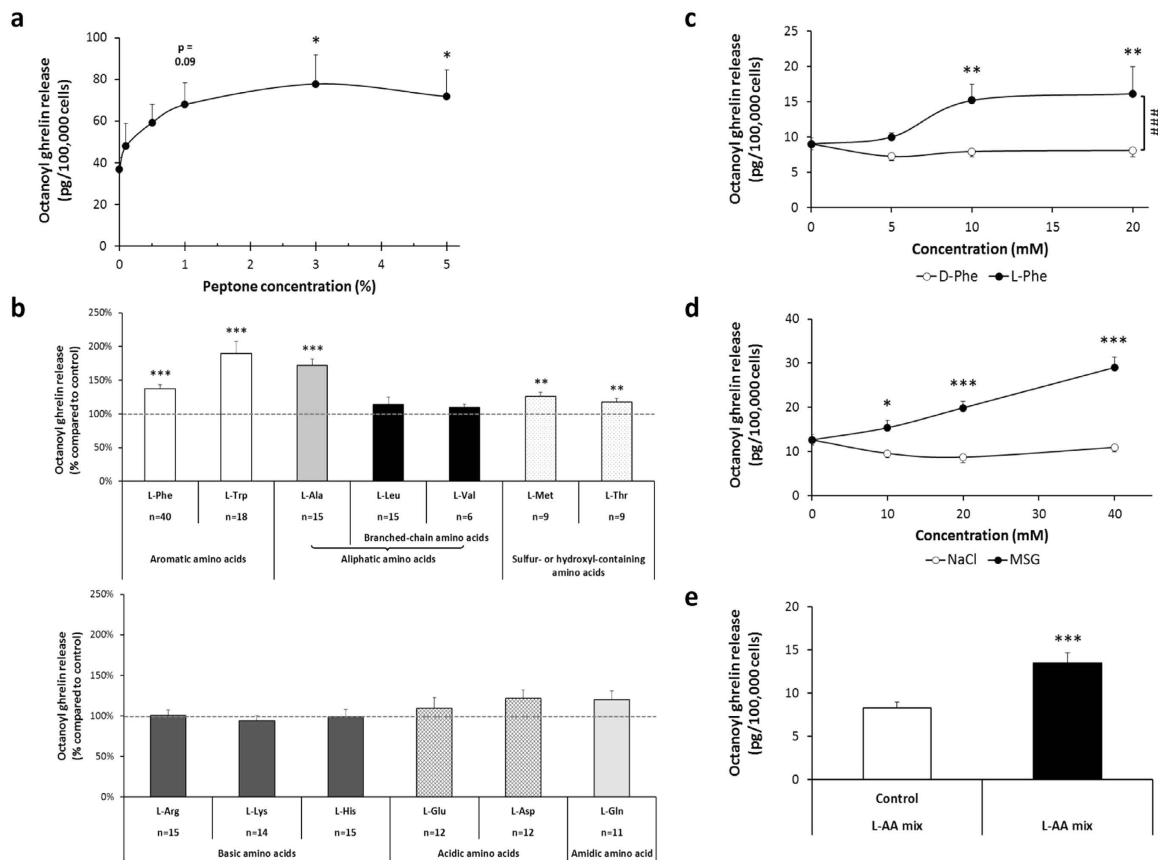 a
Octanoyl ghrelin release
(pg/100,000 cells)
100
80
60
40
20
0
p =
0.09
*
*
0
1
3
5
Peptone concentration (%)
b
Octanoyl ghrelin release
(% compared to control)
250%
200%
150%
100%
50%
0%
***
***
***
**
**
L-Phe L-Trp L-Ala L-Leu L-Val L-Met L-Thr
n=40 n=18 n=15 n=15 n=6 n=9 n=9
Branched-chain amino acids
Aromatic amino acids
Aliphatic amino acids
Sulfur- or hydroxyl-containing
amino acids
Octanoyl ghrelin release
(% compared to control)
250%
200%
150%
100%
50%
0%
L-Arg L-Lys L-His L-Glu L-Asp L-Gln
n=15 n=14 n=15 n=12 n=12 n=11
Basic amino acids
Acidic amino acids
Amidic amino acid
c
Octanoyl ghrelin release
(pg/100,000 cells)
25
20
15
10
5
0
**
**
###
0
5
10
15
20
Concentration (mM)
D-Phe L-Phe
d
Octanoyl ghrelin release
(pg/100,000 cells)
40
30
20
10
0
*
***
***
0
10
20
30
40
Concentration (mM)
NaCl MSG
e
Octanoyl ghrelin release
(pg/100,000 cells)
20
15
10
5
0
***
Control
L-AA mix
L-AA mix